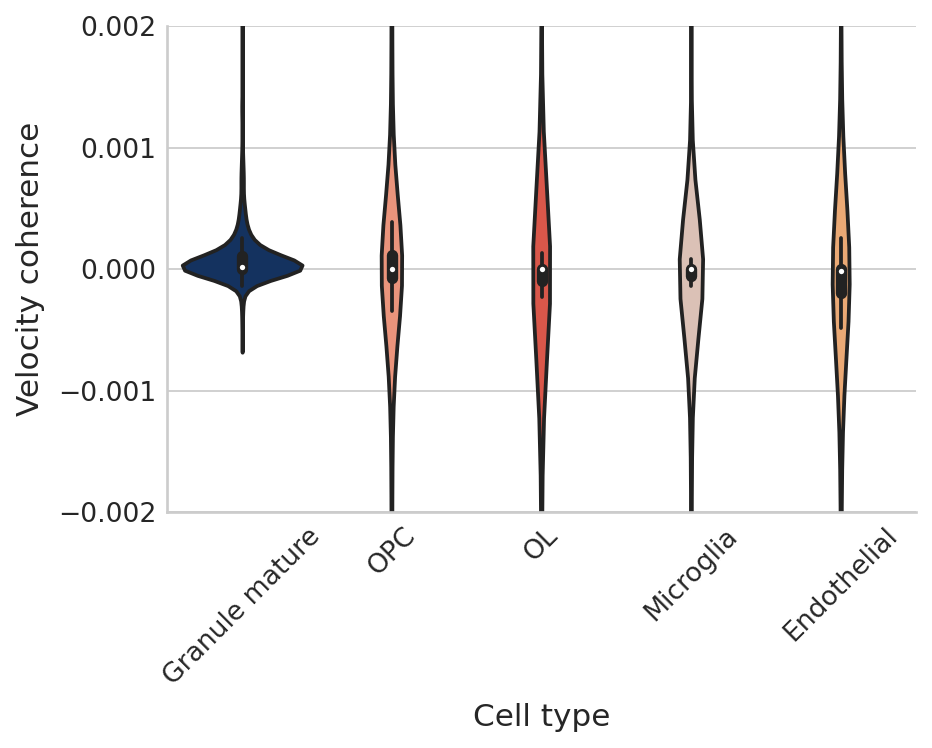 0.002
0.001
0.000
−0.001
−0.002
Velocity coherence
Granule mature
OPC
OL
Microglia
Endothelial
Cell type